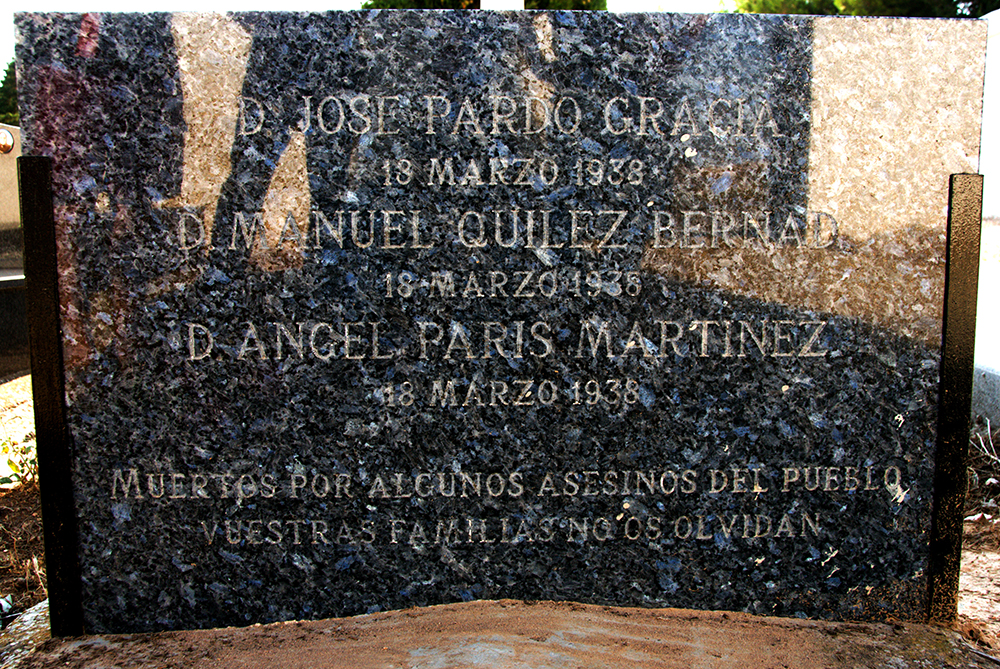 D. JOSE PARDO GRACIA
18 MARZO 1938
D. MANUEL QUILEZ BERNAD
18 MARZO 1938
D. ANGEL PARIS MARTINEZ
18 MARZO 1938
MUERTOS POR ALGUNOS ASESINOS DEL PUEBLO
VUESTRAS FAMILIAS NO OS OLVIDAN